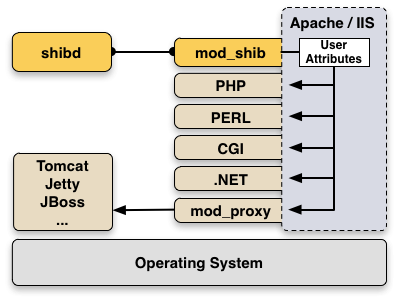 Apache / IIS
shibd
mod_shib
User
Attributes
PHP
PERL
CGI
.NET
mod_proxy
Tomcat
Jetty
JBoss
...
Operating System